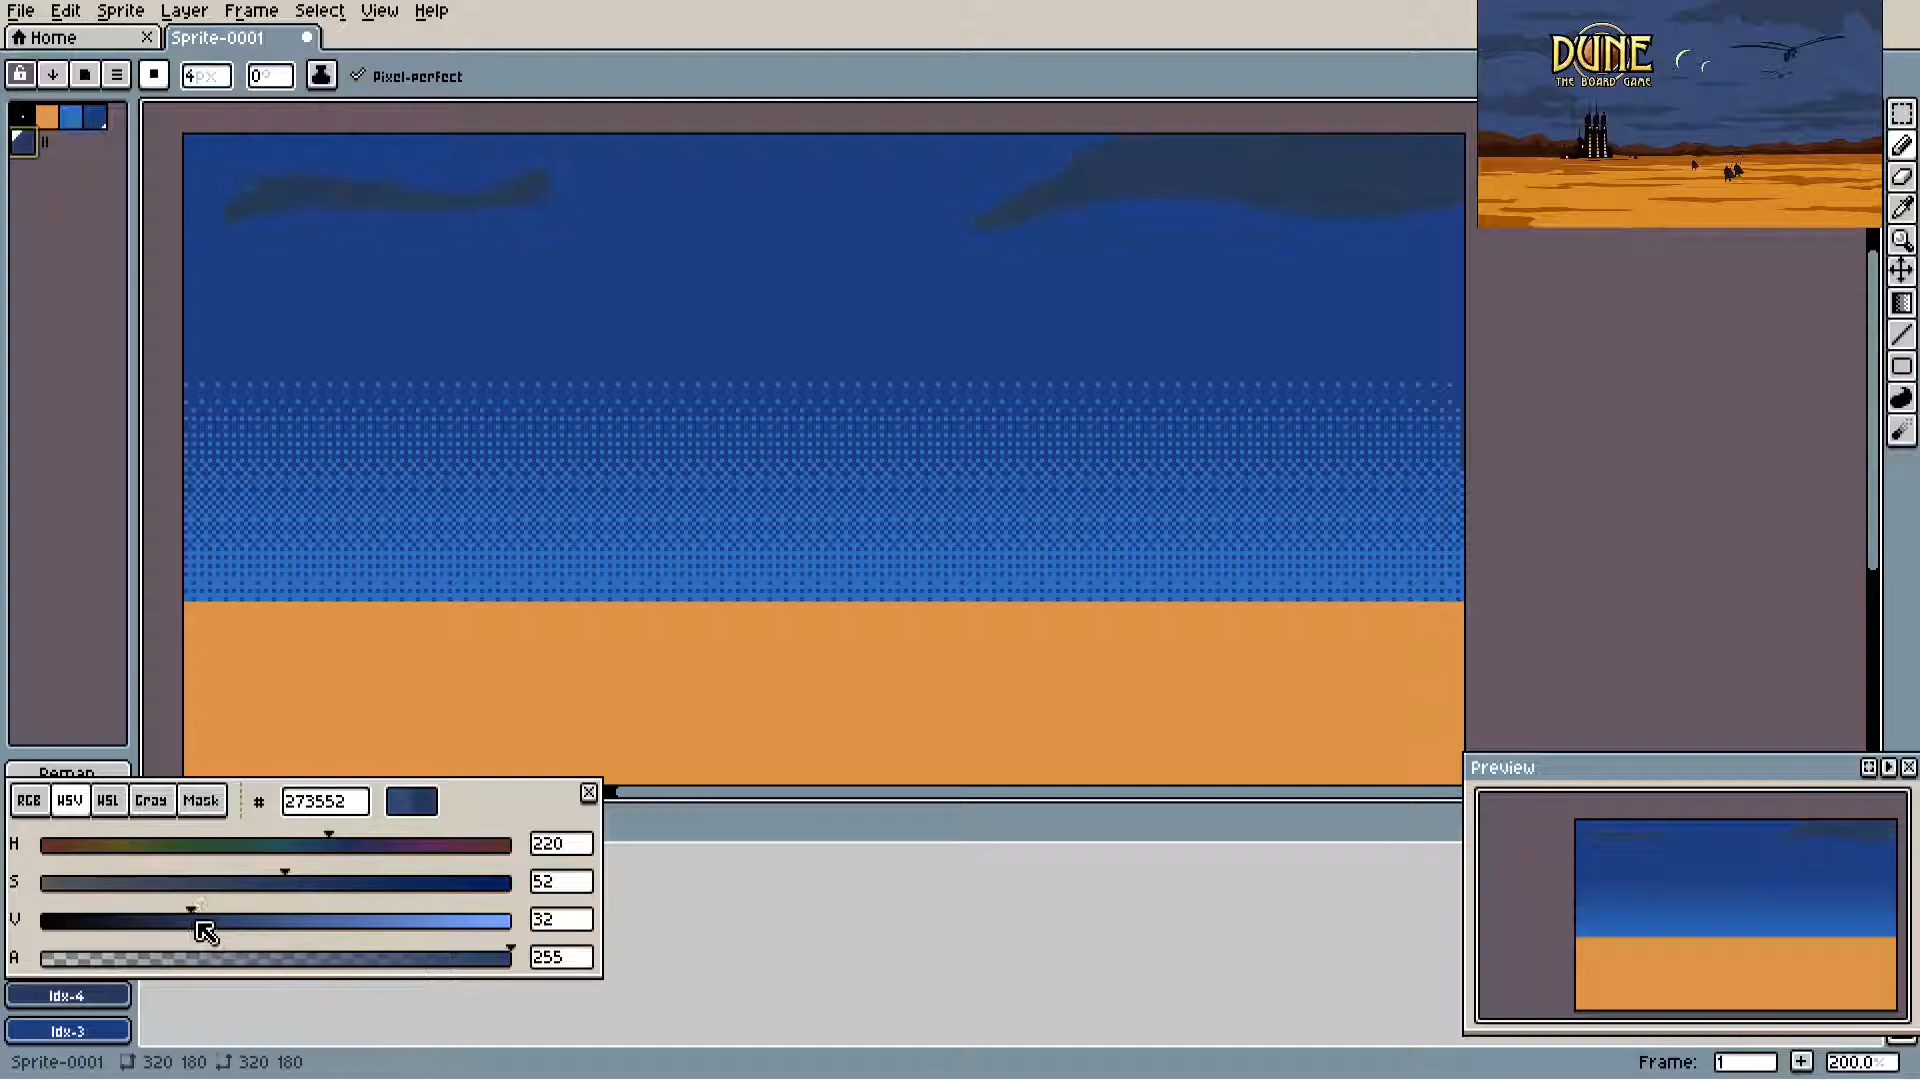 File Edit Sprite Layer Frame Select View Help
Home
Sprite-0001
4px
0°
Pixel-perfect
DUNE
THE BOARD GAME
Remap
RGB HSV HSL Gray Mask # 273552
H 220
S 52
V 32
A 255
Idx-4
Idx-3
Preview
Sprite-0001 320 180 320 180
Frame: 1 + 200.0%